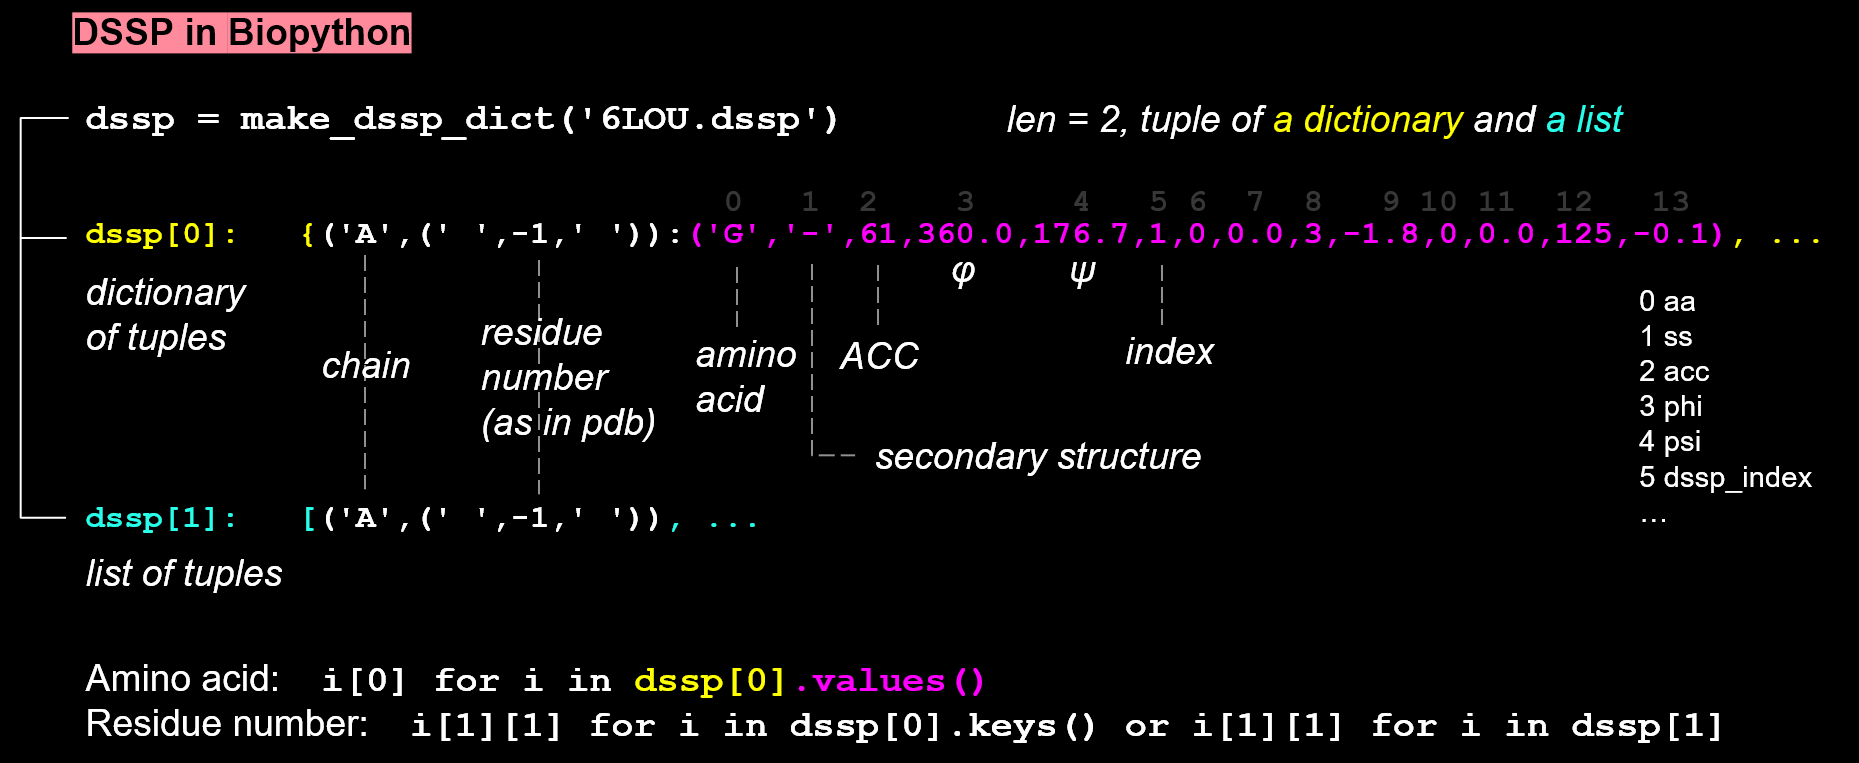 DSSP in Biopython
dssp = make_dssp_dict('6LOU.dssp')
len = 2, tuple of a dictionary and a list
0 1 2 3 4 5 6 7 8 9 10 11 12 13
dssp[0]: {('A',(' ',-1,' ')):('G','-',61,360.0,176.7,1,0,0.0,3,-1.8,0,0.0,125,-0.1), ...
φ ψ
dictionary
of tuples
chain
residue
number
(as in pdb)
amino
acid
ACC
index
secondary structure
0 aa
1 ss
2 acc
3 phi
4 psi
5 dssp_index
...
dssp[1]: [('A',(' ',-1,' ')), ...
list of tuples
Amino acid: i[0] for i in dssp[0].values()
Residue number: i[1][1] for i in dssp[0].keys() or i[1][1] for i in dssp[1]